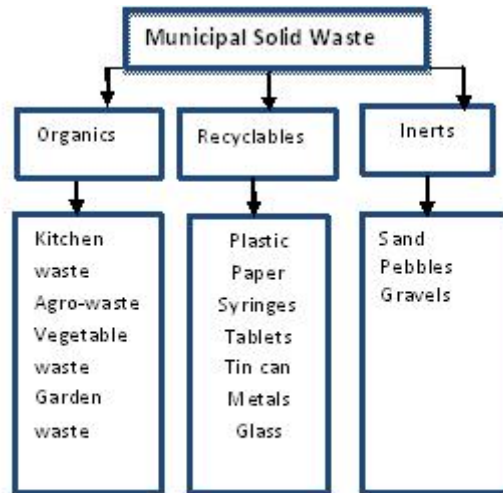 Municipal Solid Waste
Organics
Recyclables
Inerts
Kitchen
waste
Agro-waste
Vegetable
waste
Garden
waste
Plastic
Paper
Syringes
Tablets
Tin can
Metals
Glass
Sand
Pebbles
Gravels